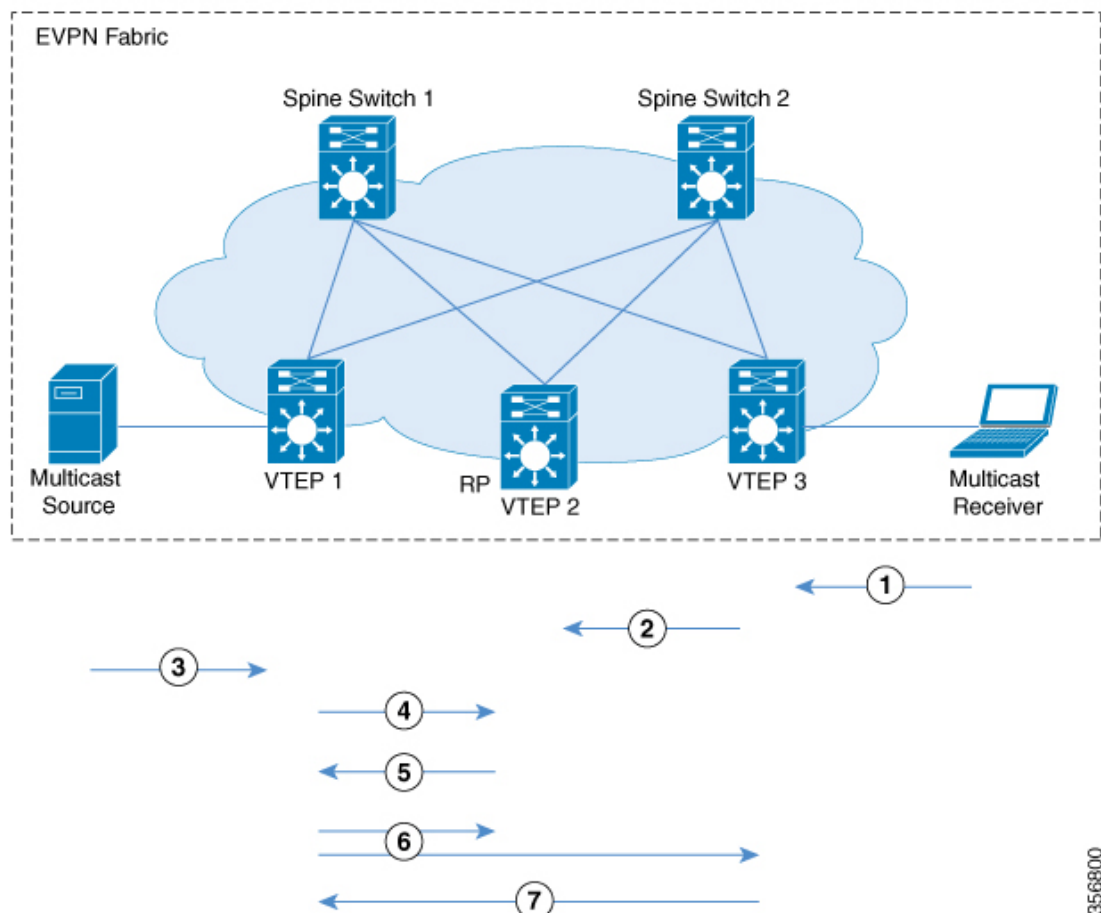 EVPN Fabric
Spine Switch 1
Spine Switch 2
Multicast
Source
VTEP 1
RP
VTEP 2
VTEP 3
Multicast
Receiver
1
2
3
4
5
6
7
356800